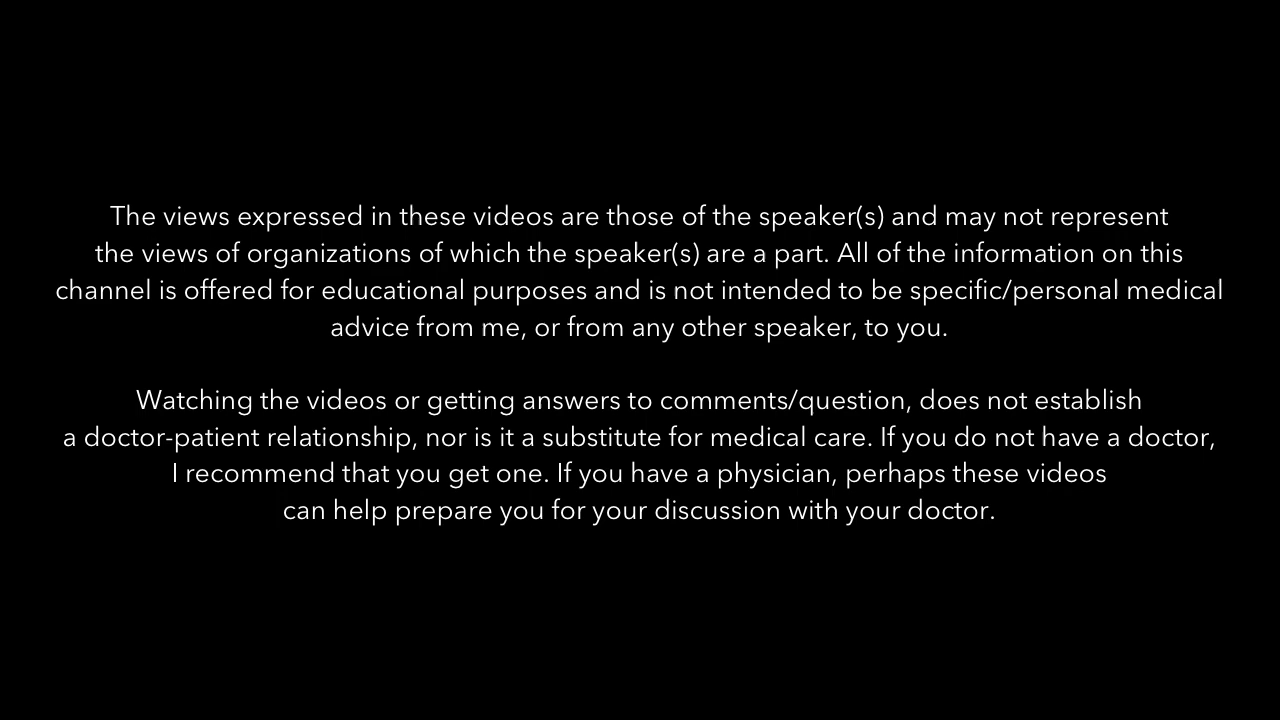 The views expressed in these videos are those of the speaker(s) and may not represent
the views of organizations of which the speaker(s) are a part. All of the information on this
channel is offered for educational purposes and is not intended to be specific/personal medical
advice from me, or from any other speaker, to you.
Watching the videos or getting answers to comments/question, does not establish
a doctor-patient relationship, nor is it a substitute for medical care. If you do not have a doctor,
I recommend that you get one. If you have a physician, perhaps these videos
can help prepare you for your discussion with your doctor.